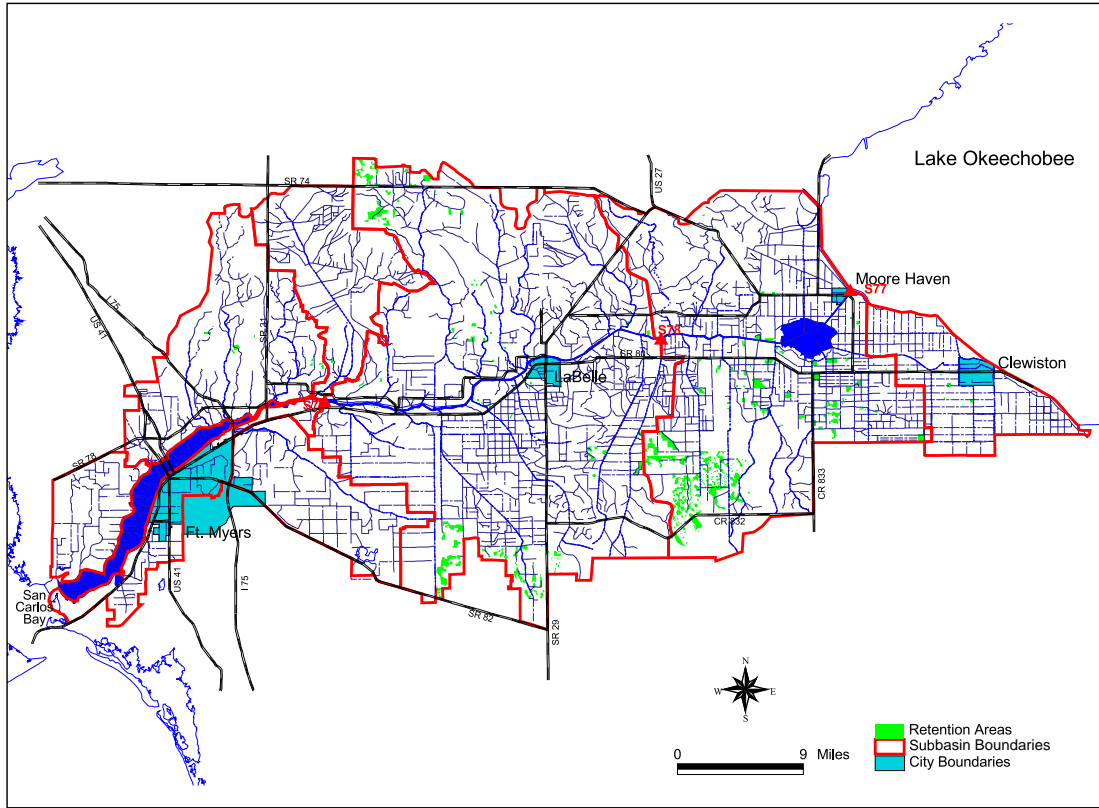 Lake Okeechobee
SR 74
US 27
I 75
US 41
SR 31
Moore Haven
S77
S78
SR 80
Clewiston
LaBelle
SR 78
Ft. Myers
CR 833
CR 832
San
Carlos
Bay
US 41
I 75
SR 82
SR 29
N
W
E
S
0
9 Miles
Retention Areas
Subbasin Boundaries
City Boundaries